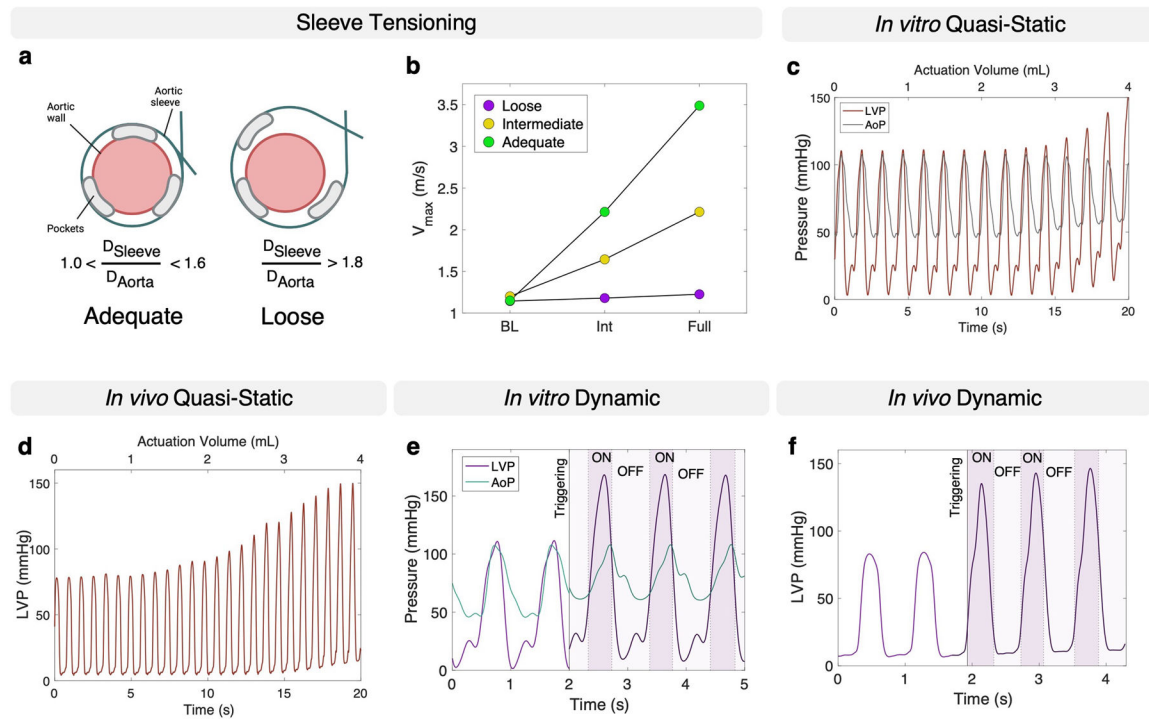 Sleeve Tensioning
In vitro Quasi-Static
a
Aortic
wall
Aortic
sleeve
Pockets
1.0 < D_Sleeve / D_Aorta < 1.6
Adequate
D_Sleeve / D_Aorta > 1.8
Loose
b
Loose
Intermediate
Adequate
3.5
3
2.5
2
1.5
1
V_max (m/s)
BL Int Full
c
Actuation Volume (mL)
0 1 2 3 4
LVP
AoP
150
100
50
0
Pressure (mmHg)
0 5 10 15 20
Time (s)
In vivo Quasi-Static
In vitro Dynamic
In vivo Dynamic
d
Actuation Volume (mL)
0 1 2 3 4
150
100
50
0
LVP (mmHg)
0 5 10 15 20
Time (s)
e
LVP
AoP
Triggering
ON ON
OFF OFF
150
100
50
0
Pressure (mmHg)
0 1 2 3 4 5
Time (s)
f
Triggering
ON ON
OFF OFF
150
100
50
0
LVP (mmHg)
0 1 2 3 4
Time (s)